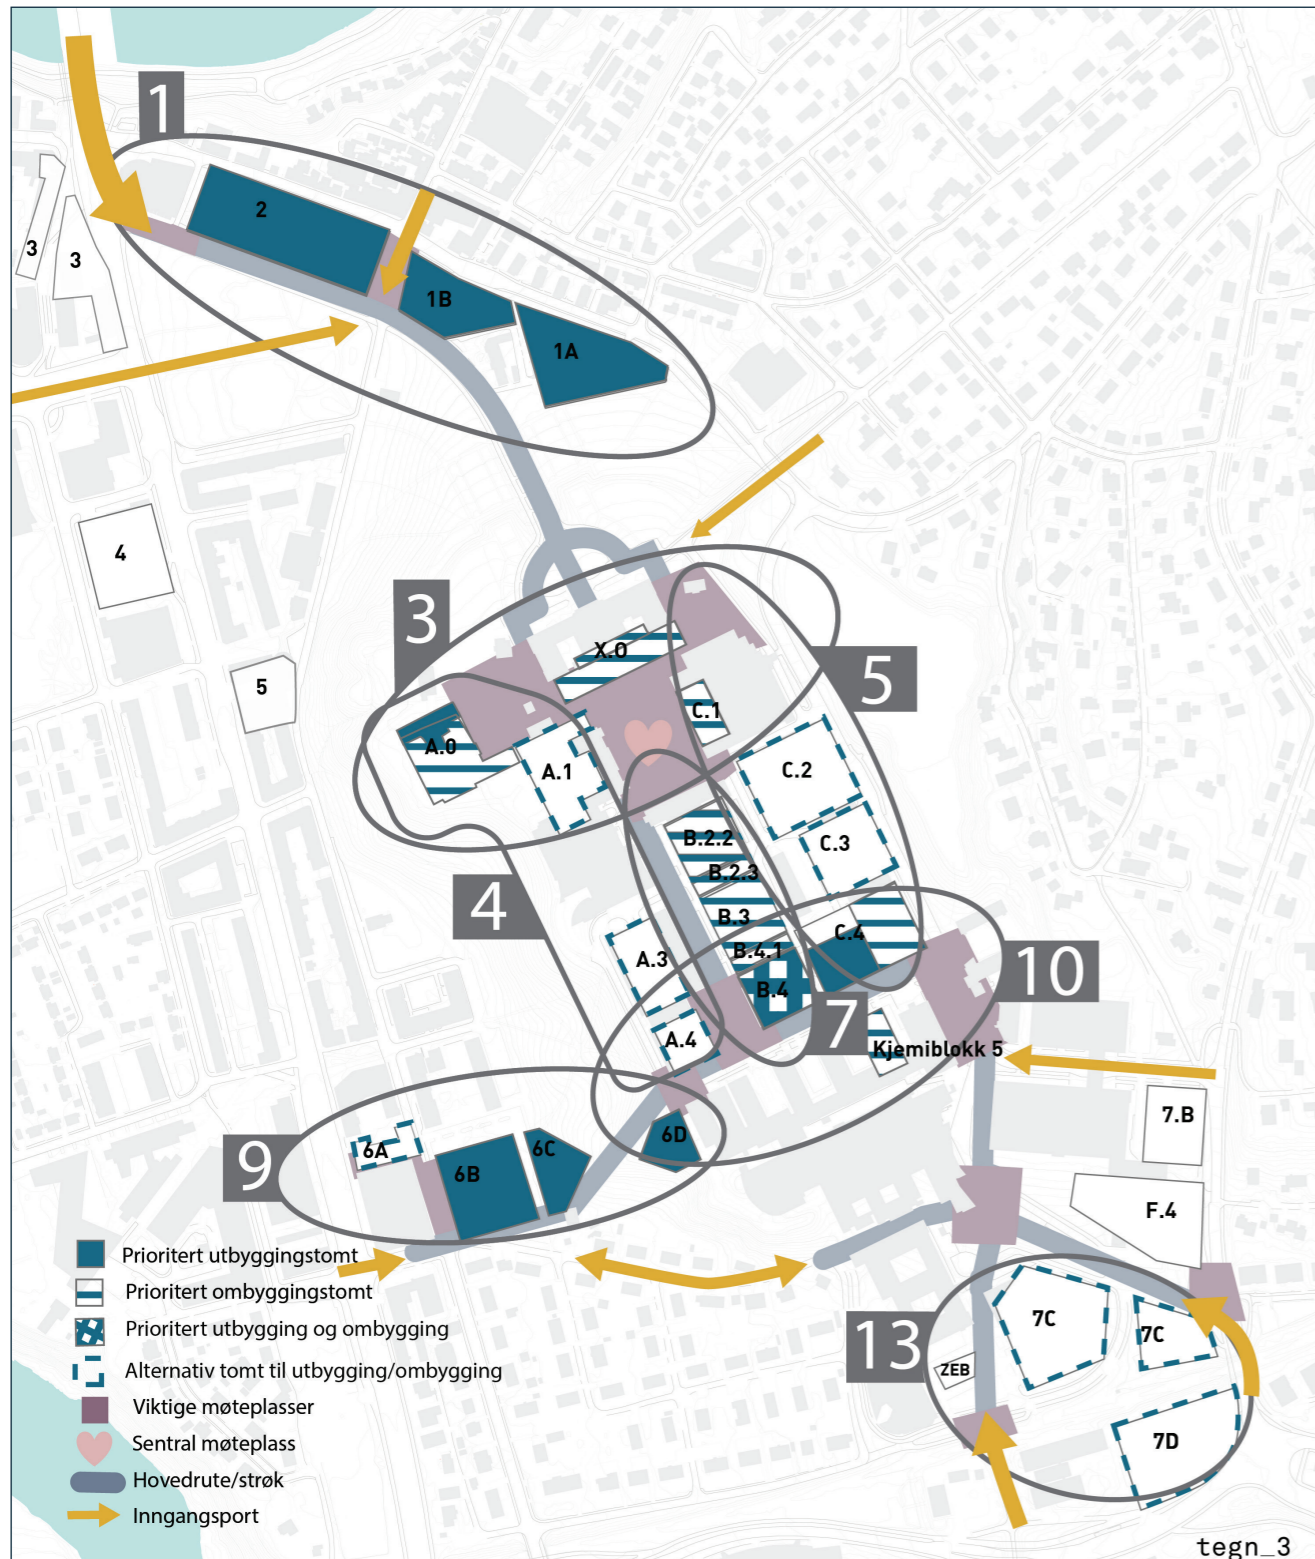 1
2
3
3
1B
1A
4
3
X.0
5
5
C.1
A.0
A.1
C.2
B.2.2
C.3
B.2.3
4
B.3
C.4
B.4.1
A.3
10
B.4
7
A.4
Kjemiblokk 5
7.B
6D
9
6A
6C
6B
F.4
Prioritert utbyggingstomt
Prioritert ombyggingstomt
Prioritert utbygging og ombygging
Alternativ tomt til utbygging/ombygging
Viktige møteplasser
Sentral møteplass
Hovedrute/strøk
Inngangsport
13
7C
7C
ZEB
7D
tegn_3